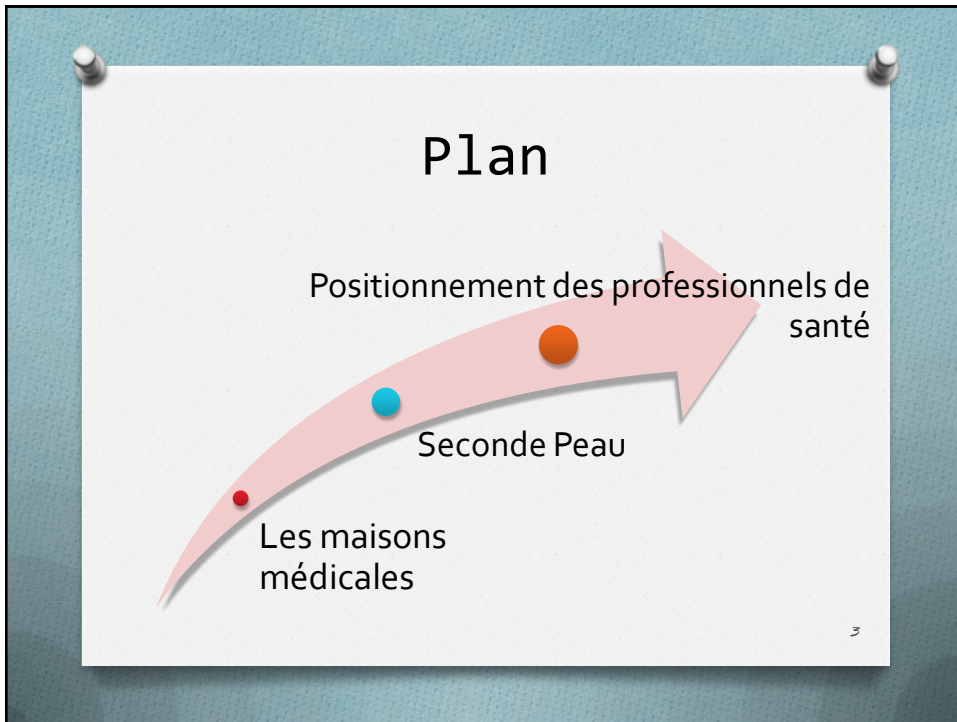 Plan
Positionnement des professionnels de
santé
Seconde Peau
Les maisons
médicales
3